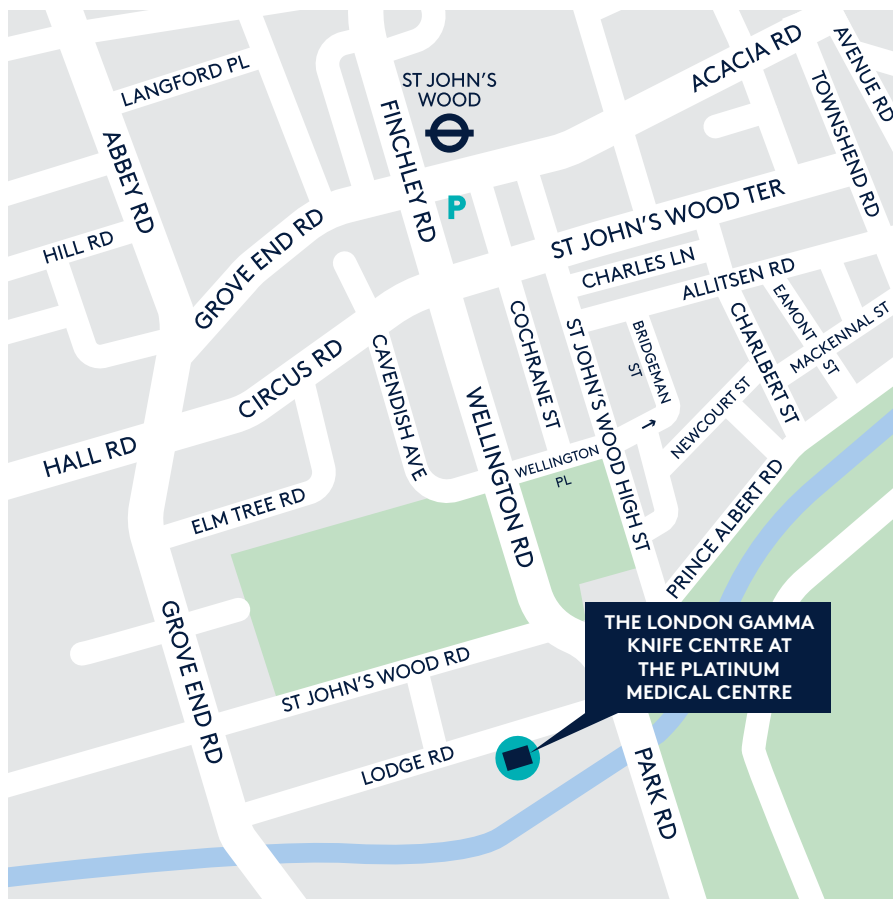 LANGFORD PL
ST JOHN'S
WOOD
ACACIA RD
AVENUE RD
TOWNSHEND RD
FINCHLEY RD
ABBEY RD
P
HILL RD
GROVE END RD
ST JOHN'S WOOD TER
CHARLES LN
ALLITSEN RD
EAMONT
ST
MACKENNAL ST
CHARLBERT ST
BRIDGEMAN
ST
COCHRANE ST
ST JOHN'S WOOD HIGH ST
CIRCUS RD
CAVENDISH AVE
WELLINGTON RD
NEWCOURT ST
HALL RD
WELLINGTON
PL
ELM TREE RD
PRINCE ALBERT RD
GROVE END RD
ST JOHN'S WOOD RD
THE LONDON GAMMA
KNIFE CENTRE AT
THE PLATINUM
MEDICAL CENTRE
LODGE RD
PARK RD